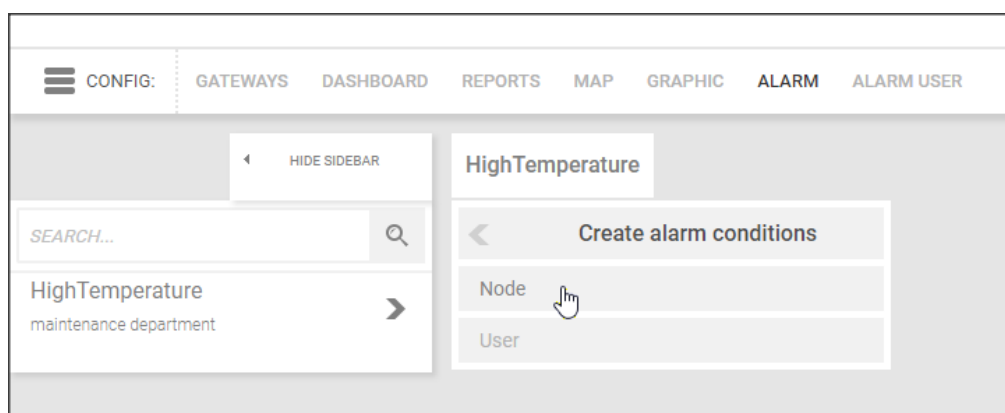 CONFIG: GATEWAYS DASHBOARD REPORTS MAP GRAPHIC ALARM ALARM USER
HIDE SIDEBAR
SEARCH...
HighTemperature
maintenance department
HighTemperature
Create alarm conditions
Node
User